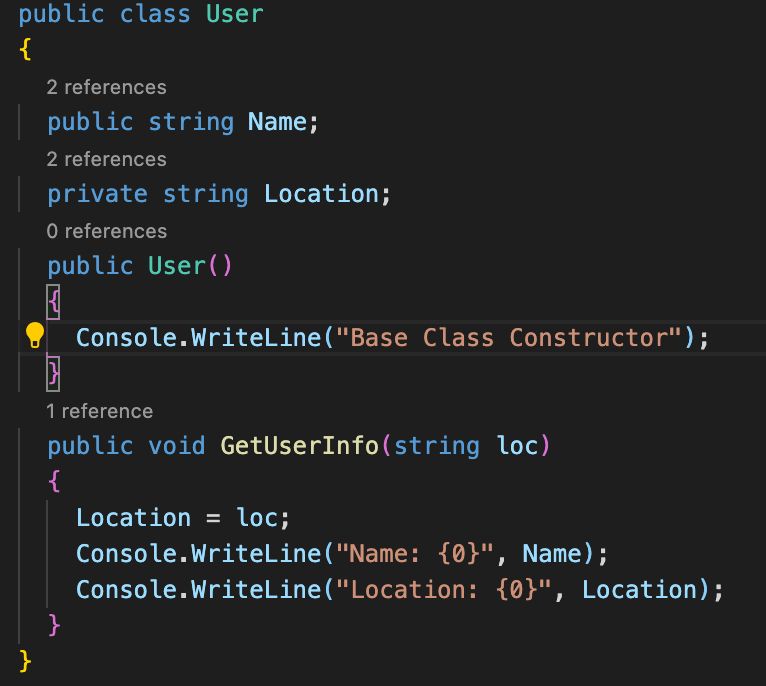 public class User
{
2 references
public string Name;
2 references
private string Location;
0 references
public User()
{
Console.WriteLine("Base Class Constructor");
}
1 reference
public void GetUserInfo(string loc)
{
Location = loc;
Console.WriteLine("Name: {0}", Name);
Console.WriteLine("Location: {0}", Location);
}
}